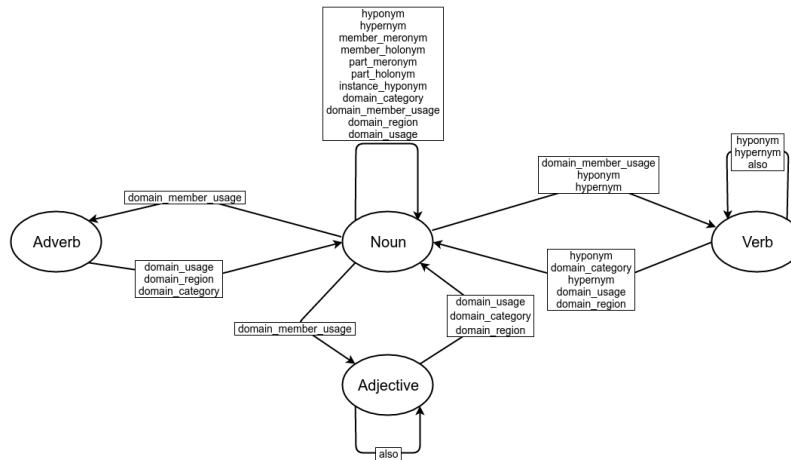 hyponym
hypernym
member_meronym
member_holonym
part_meronym
part_holonym
instance_hyponym
domain_category
domain_member_usage
domain_region
domain_usage
hyponym
hypernym
also
domain_member_usage
hyponym
hypernym
domain_member_usage
Adverb
Noun
Verb
domain_usage
domain_region
domain_category
hyponym
domain_category
hypernym
domain_usage
domain_region
domain_usage
domain_category
domain_region
domain_member_usage
Adjective
also